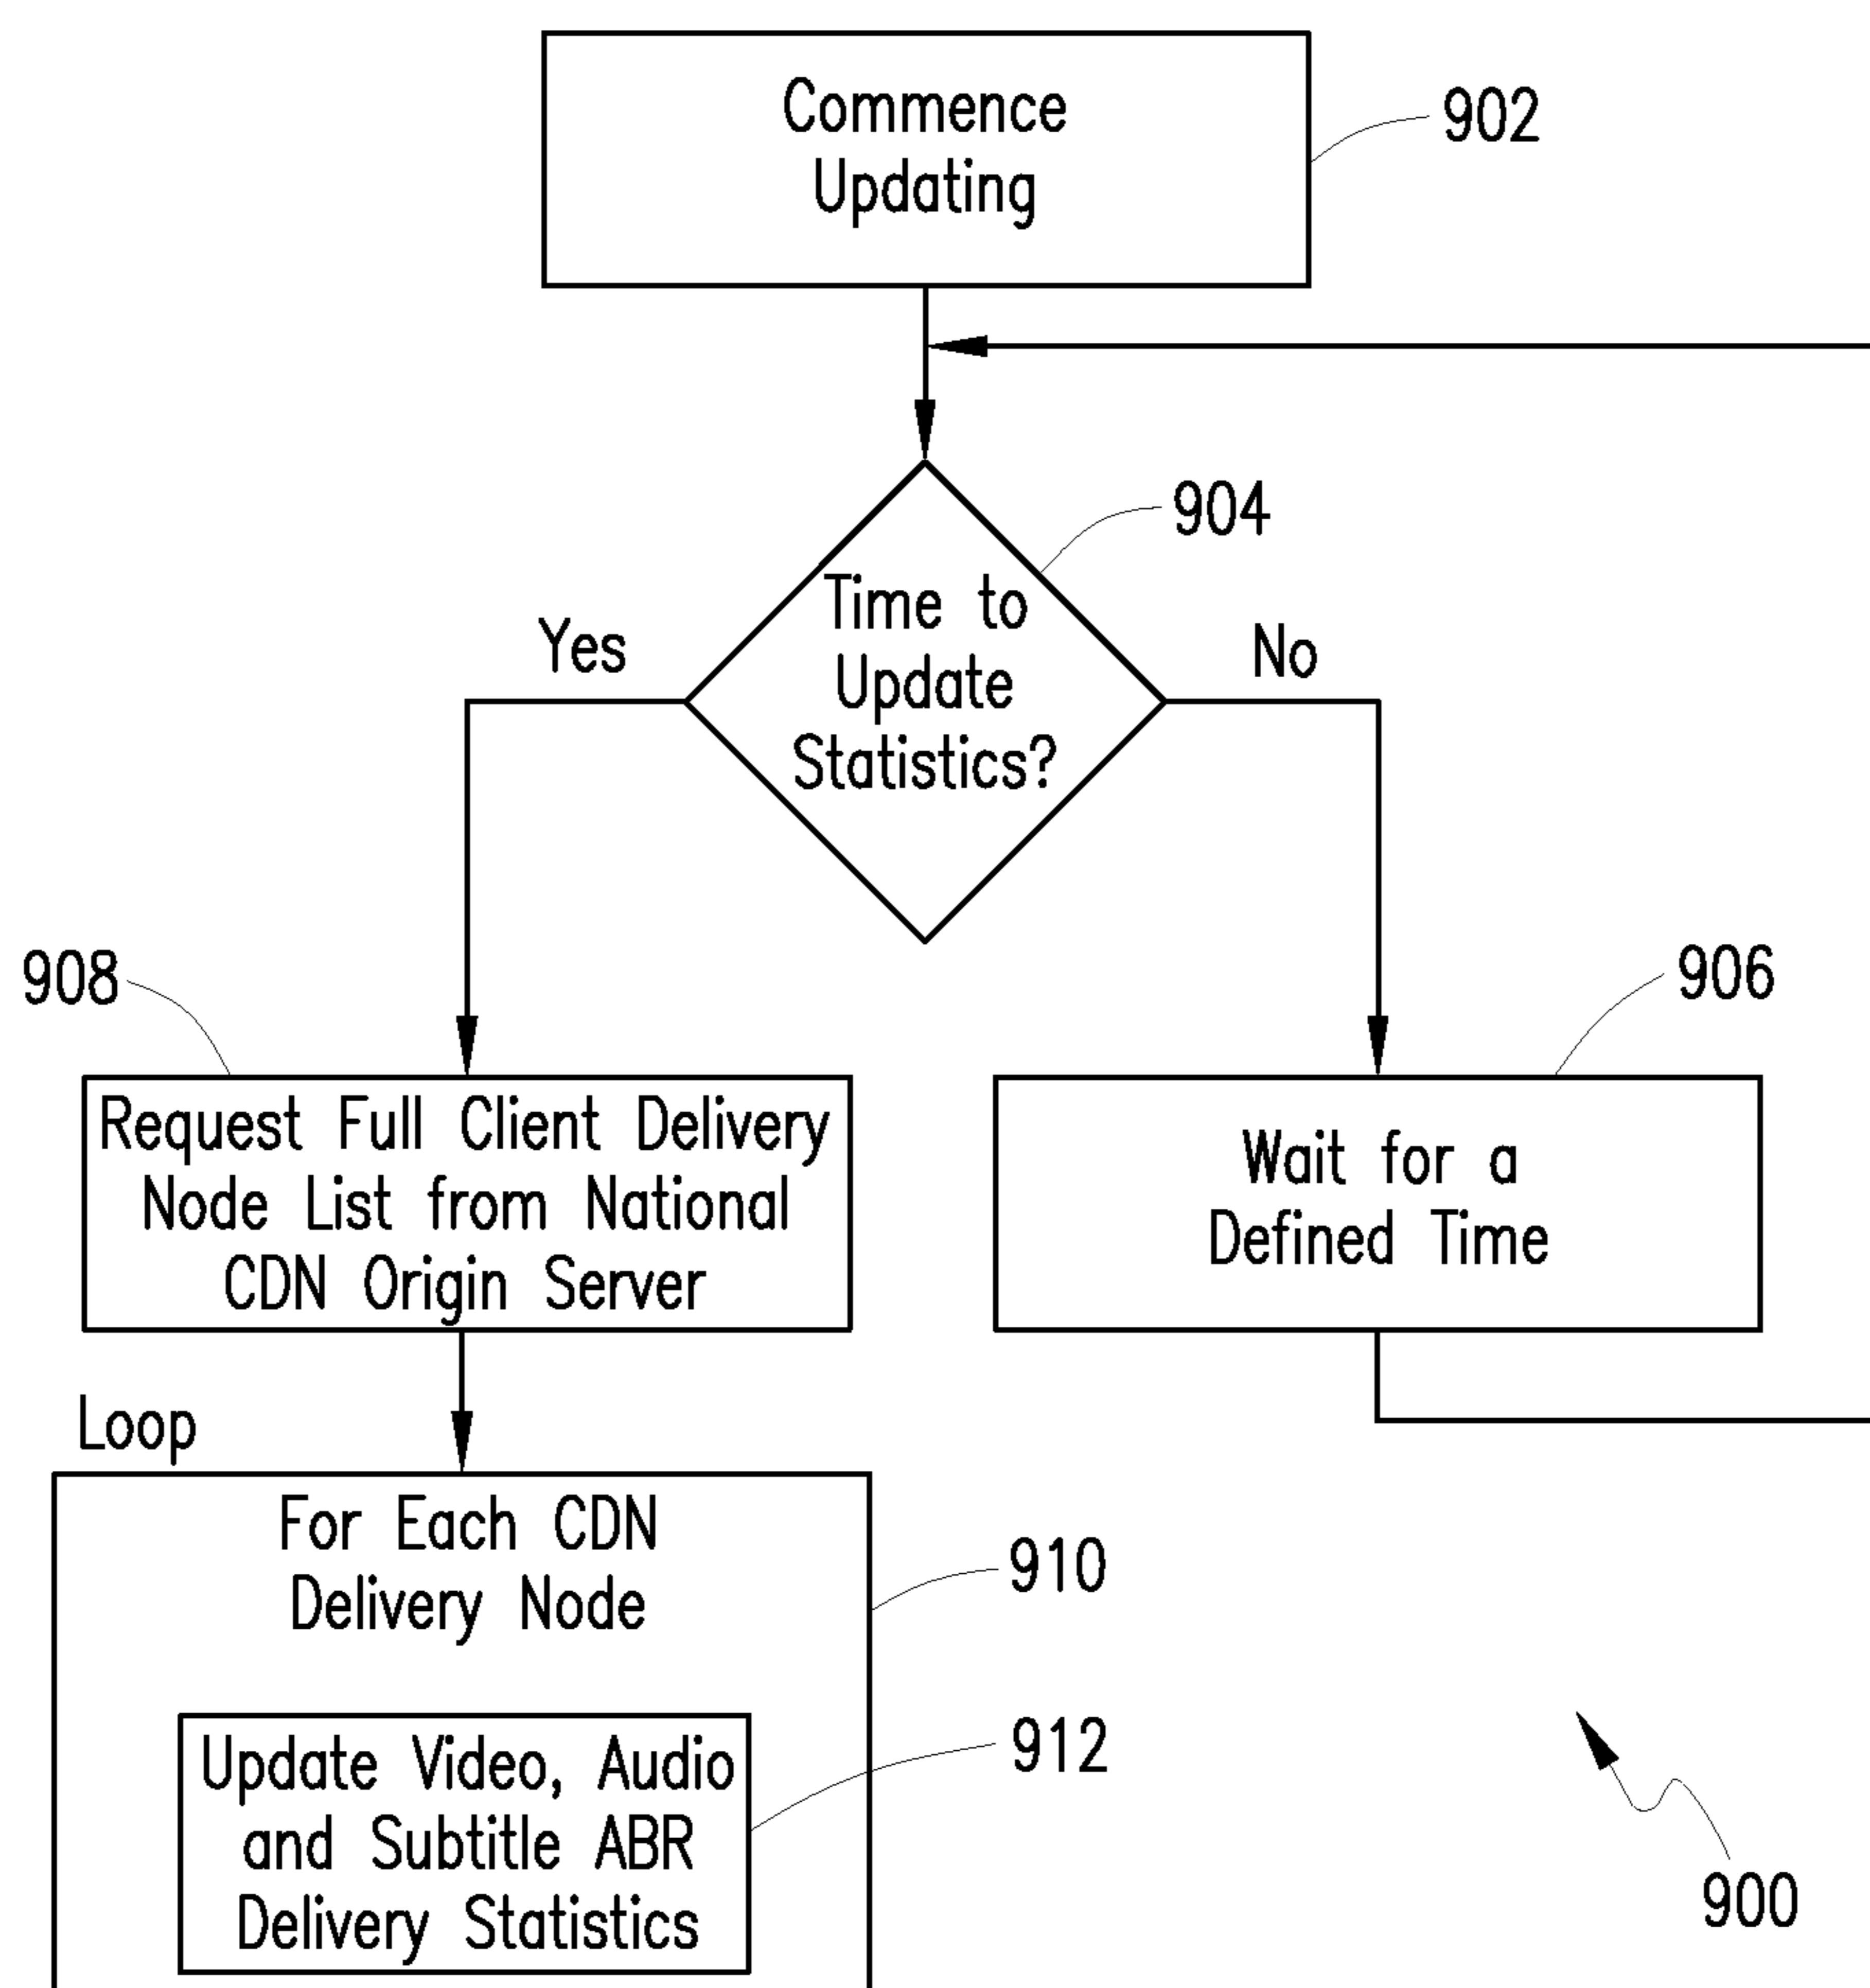 Commence
Updating
902
904
Time to
Update
Statistics?
Yes
No
908
906
Request Full Client Delivery
Node List from National
CDN Origin Server
Wait for a
Defined Time
Loop
For Each CDN
Delivery Node
910
Update Video, Audio
and Subtitle ABR
Delivery Statistics
912
900